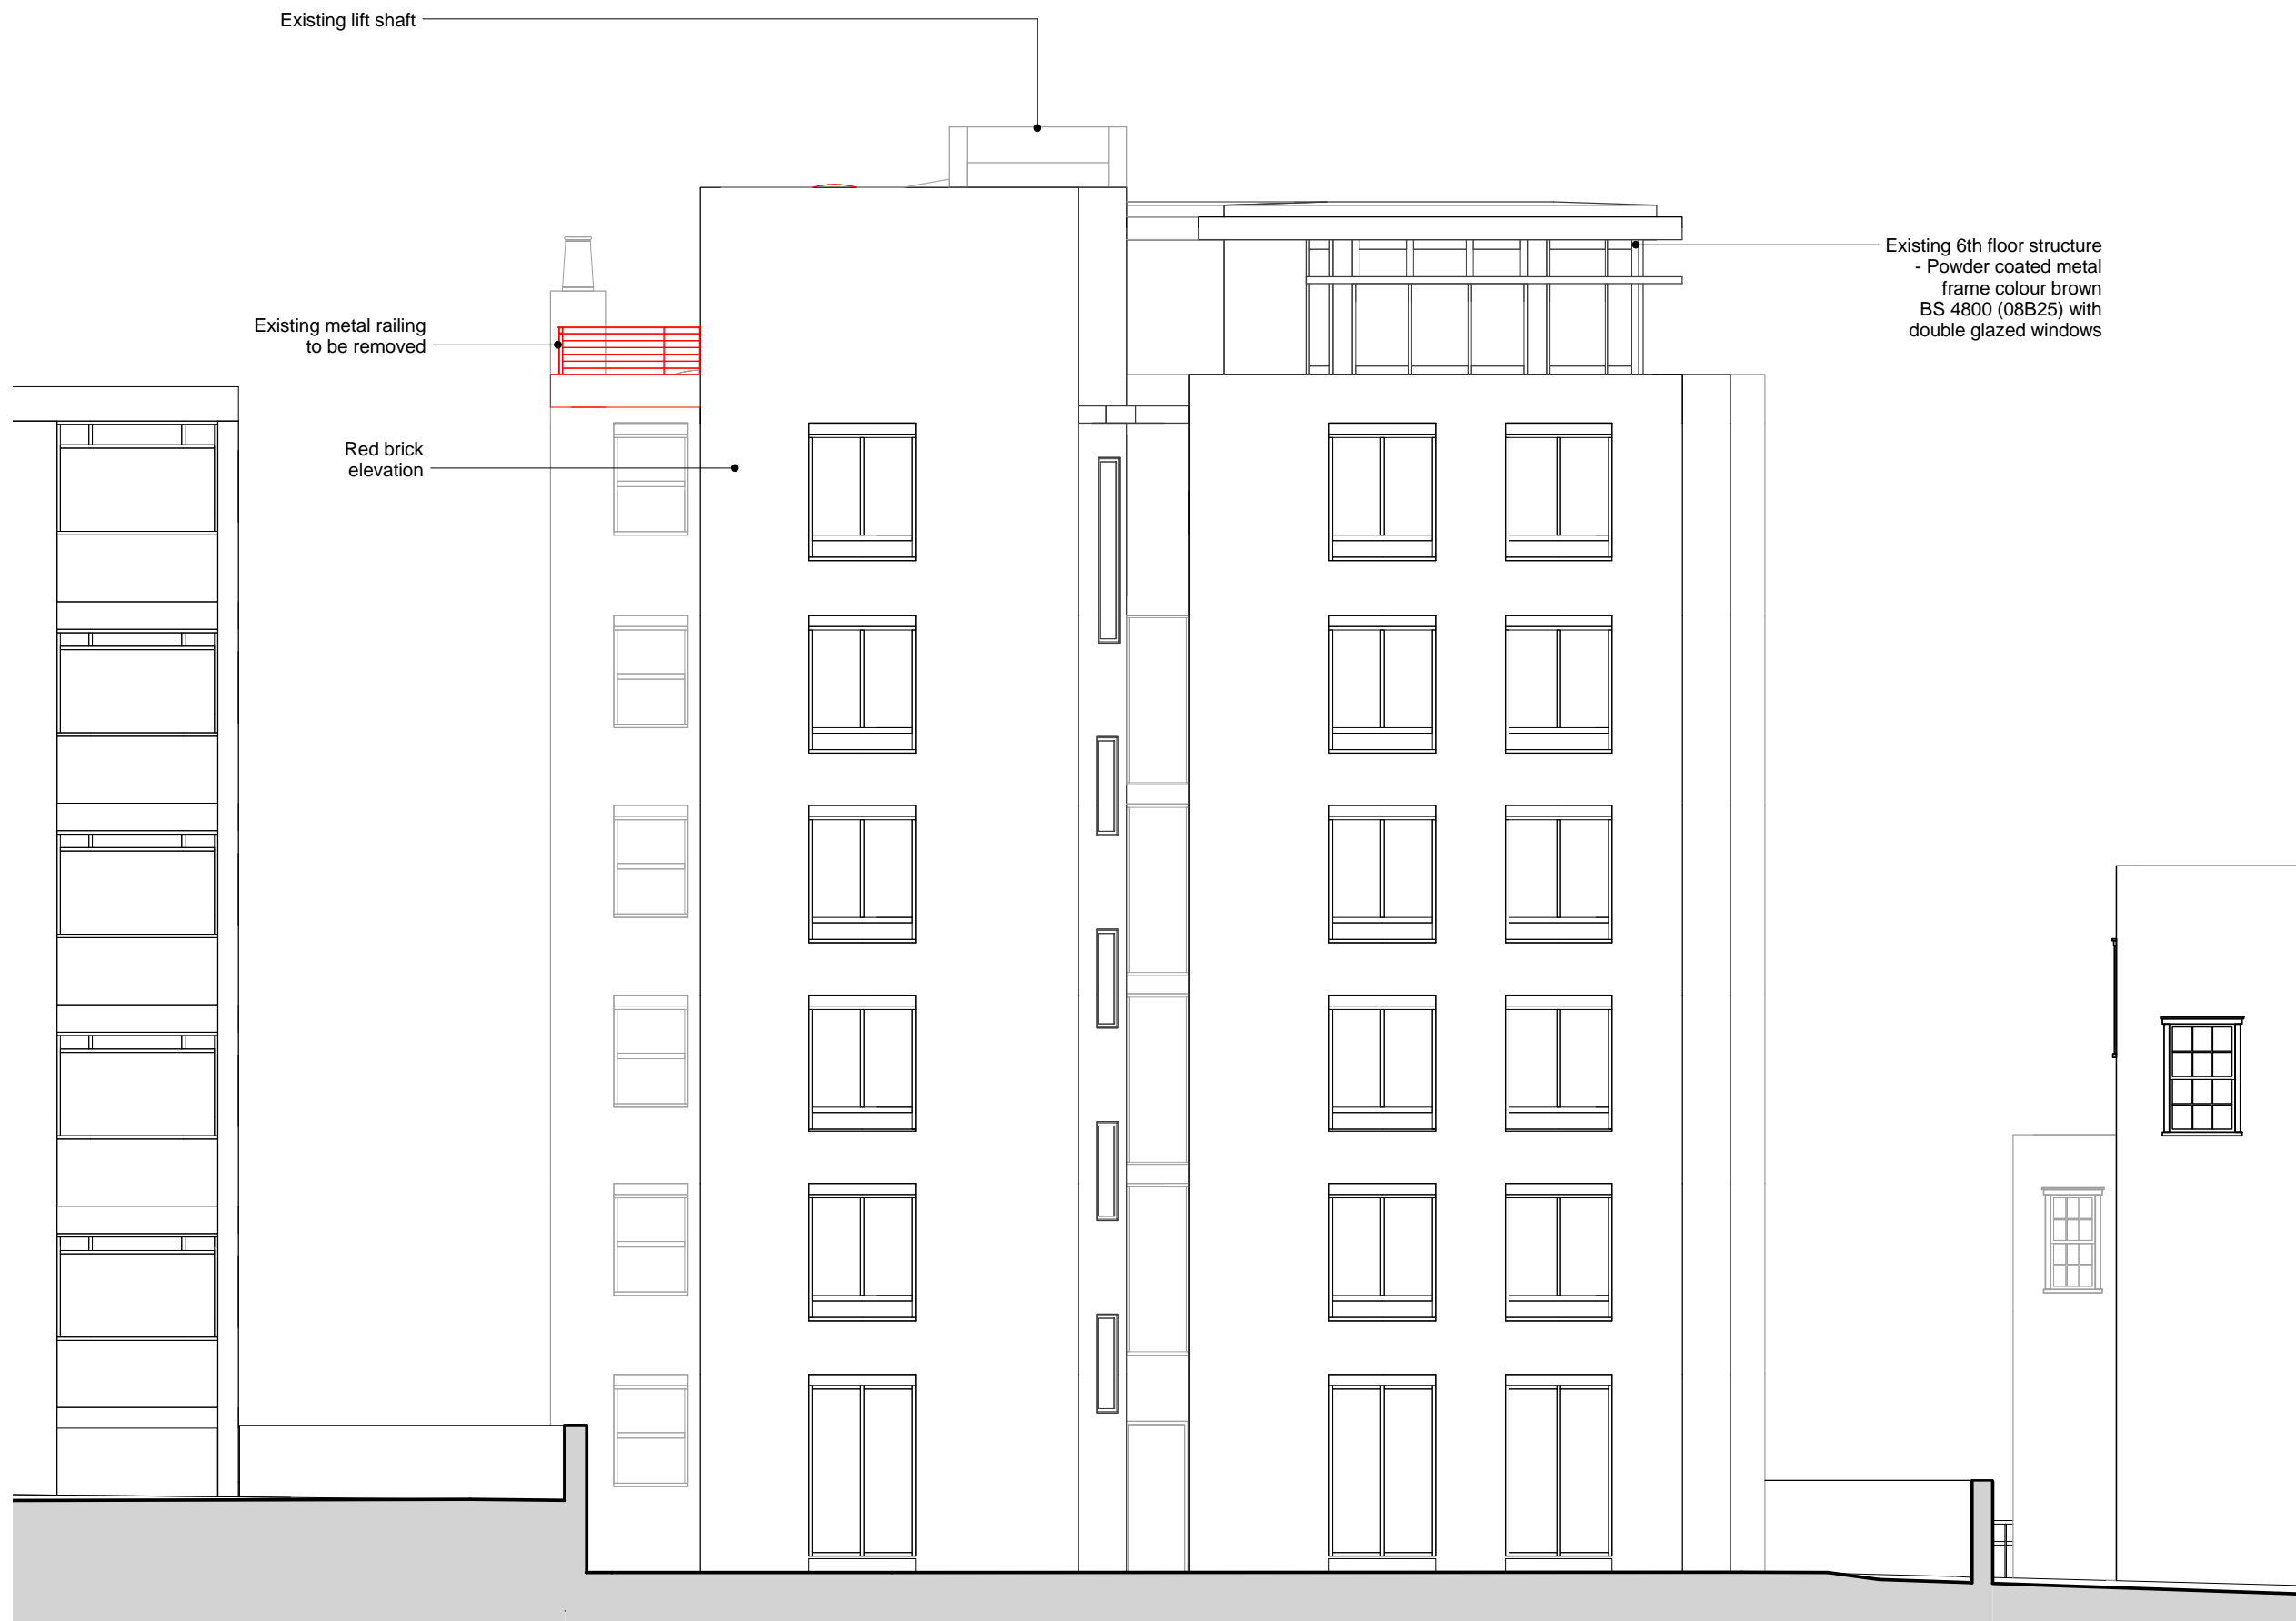 Existing lift shaft
Existing 6th floor structure
- Powder coated metal
frame colour brown
BS 4800 (08B25) with
double glazed windows
Existing metal railing
to be removed
Red brick
elevation